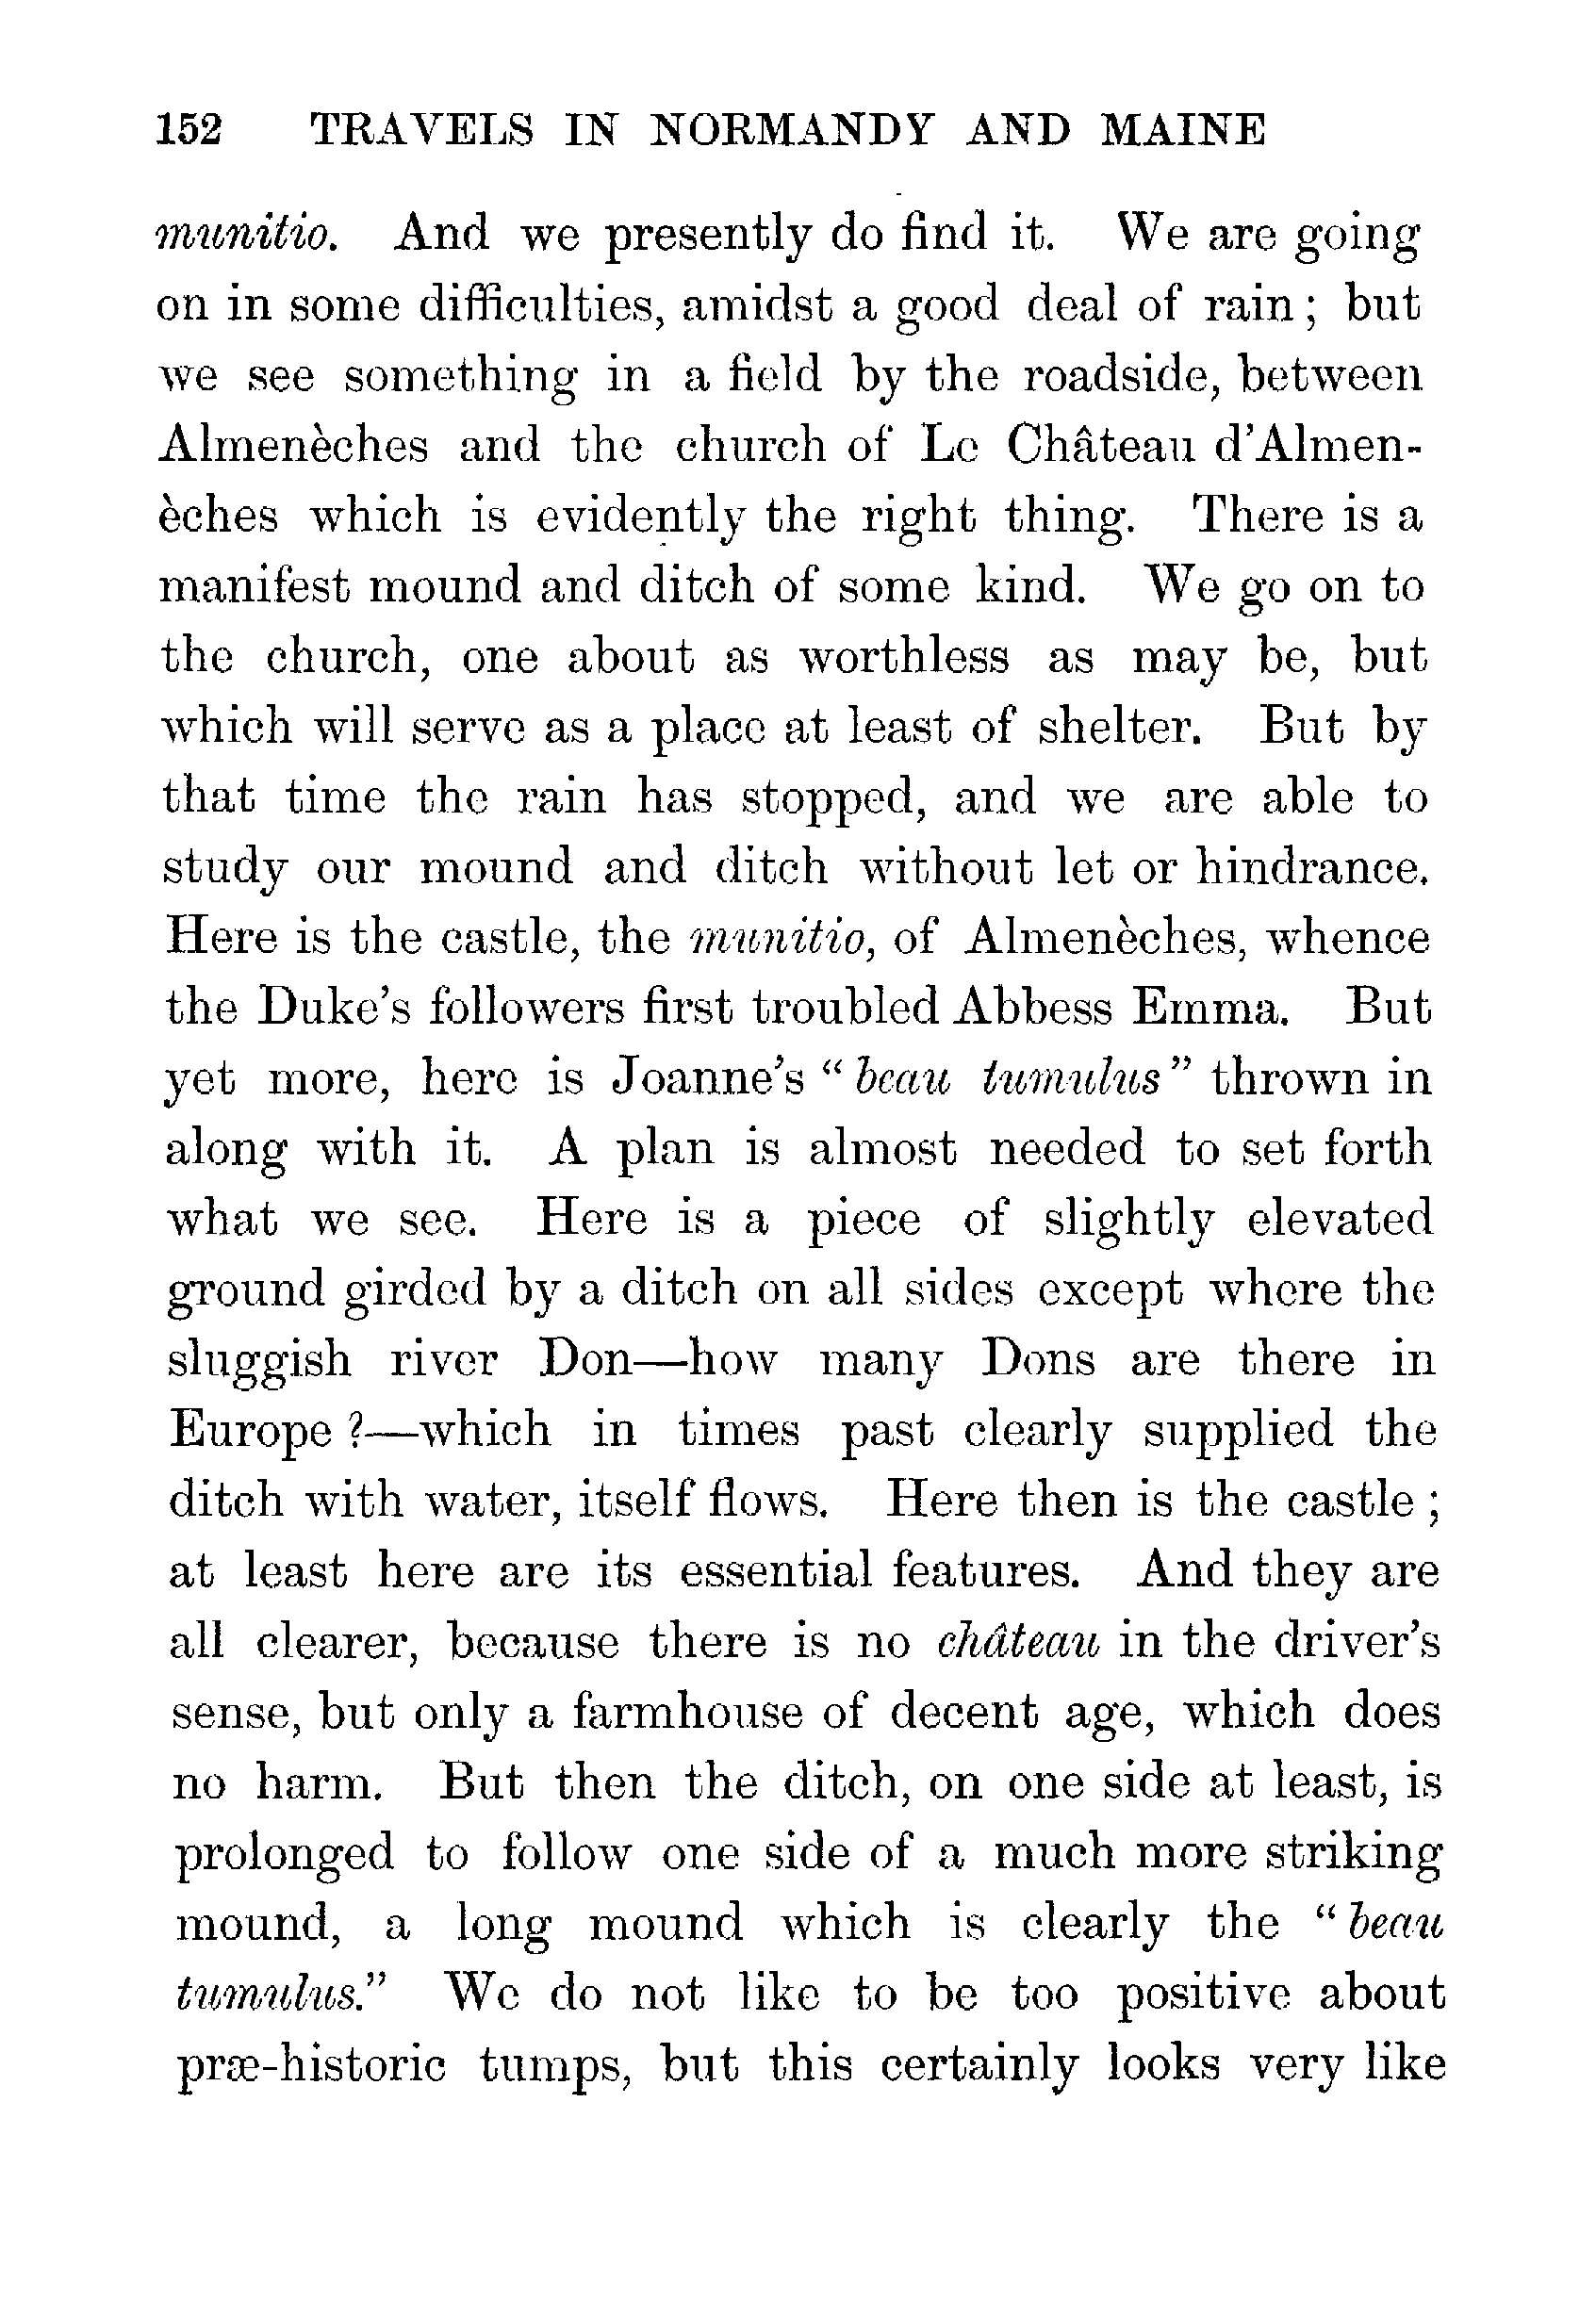 152 TRAVELS IN NORMANDY AND MAINE
munitio. And we presently do find it. We are going
on in some difficulties, amidst a good deal of rain ; but
we see something in a field by the roadside, between
Almenèches and the church of Le Château d'Almen-
èches which is evidently the right thing. There is a
manifest mound and ditch of some kind. We go on to
the church, one about as worthless as may be, but
which will serve as a place at least of shelter. But by
that time the rain has stopped, and we are able to
study our mound and ditch without let or hindrance.
Here is the castle, the munitio, of Almenèches, whence
the Duke's followers first troubled Abbess Emma. But
yet more, here is Joanne's " beau tumulus " thrown in
along with it. A plan is almost needed to set forth
what we see. Here is a piece of slightly elevated
ground girded by a ditch on all sides except where the
sluggish river Don—how many Dons are there in
Europe ?—which in times past clearly supplied the
ditch with water, itself flows. Here then is the castle ;
at least here are its essential features. And they are
all clearer, because there is no château in the driver's
sense, but only a farmhouse of decent age, which does
no harm. But then the ditch, on one side at least, is
prolonged to follow one side of a much more striking
mound, a long mound which is clearly the " beau
tumulus." We do not like to be too positive about
præ-historic tumps, but this certainly looks very like